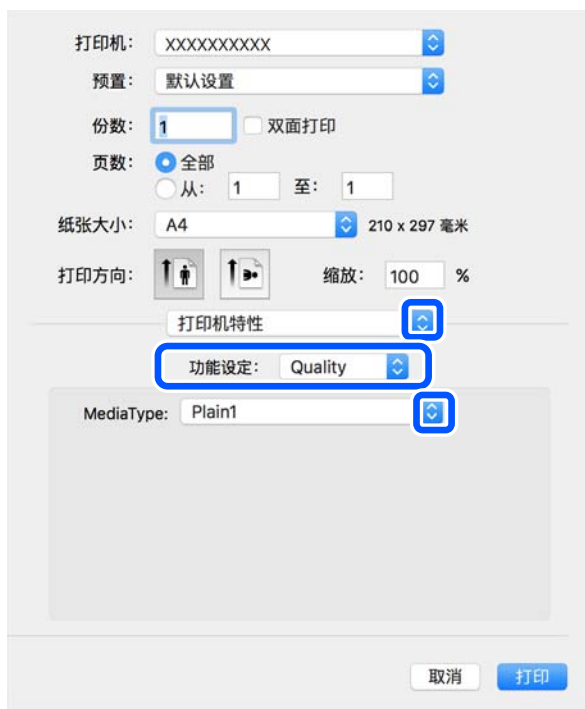 打印机： XXXXXXXXXX
预置： 默认设置
份数： 1 双面打印
页数： 全部
从： 1 至： 1
纸张大小： A4 210 x 297 毫米
打印方向： 缩放： 100 %
打印机特性
功能设定： Quality
MediaType: Plain1
取消 打印